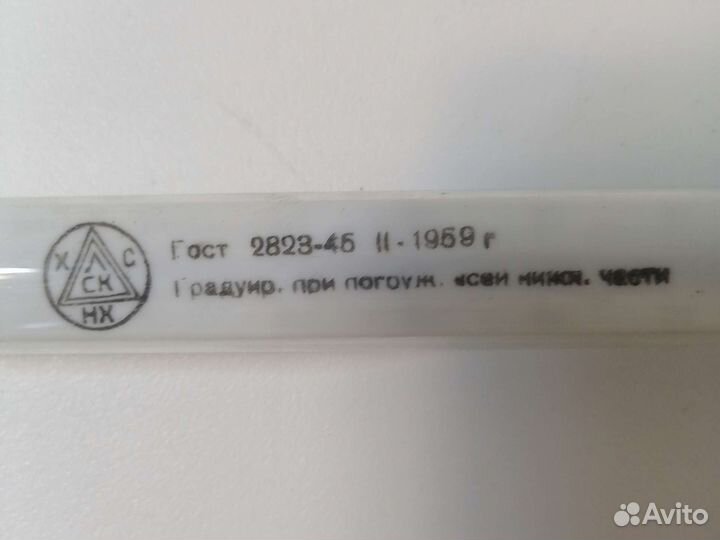 Х Л С
СК
НХ
Гост 2823-45 II-1959 г
Градуир. при погруж. всей нижн. части
Avito